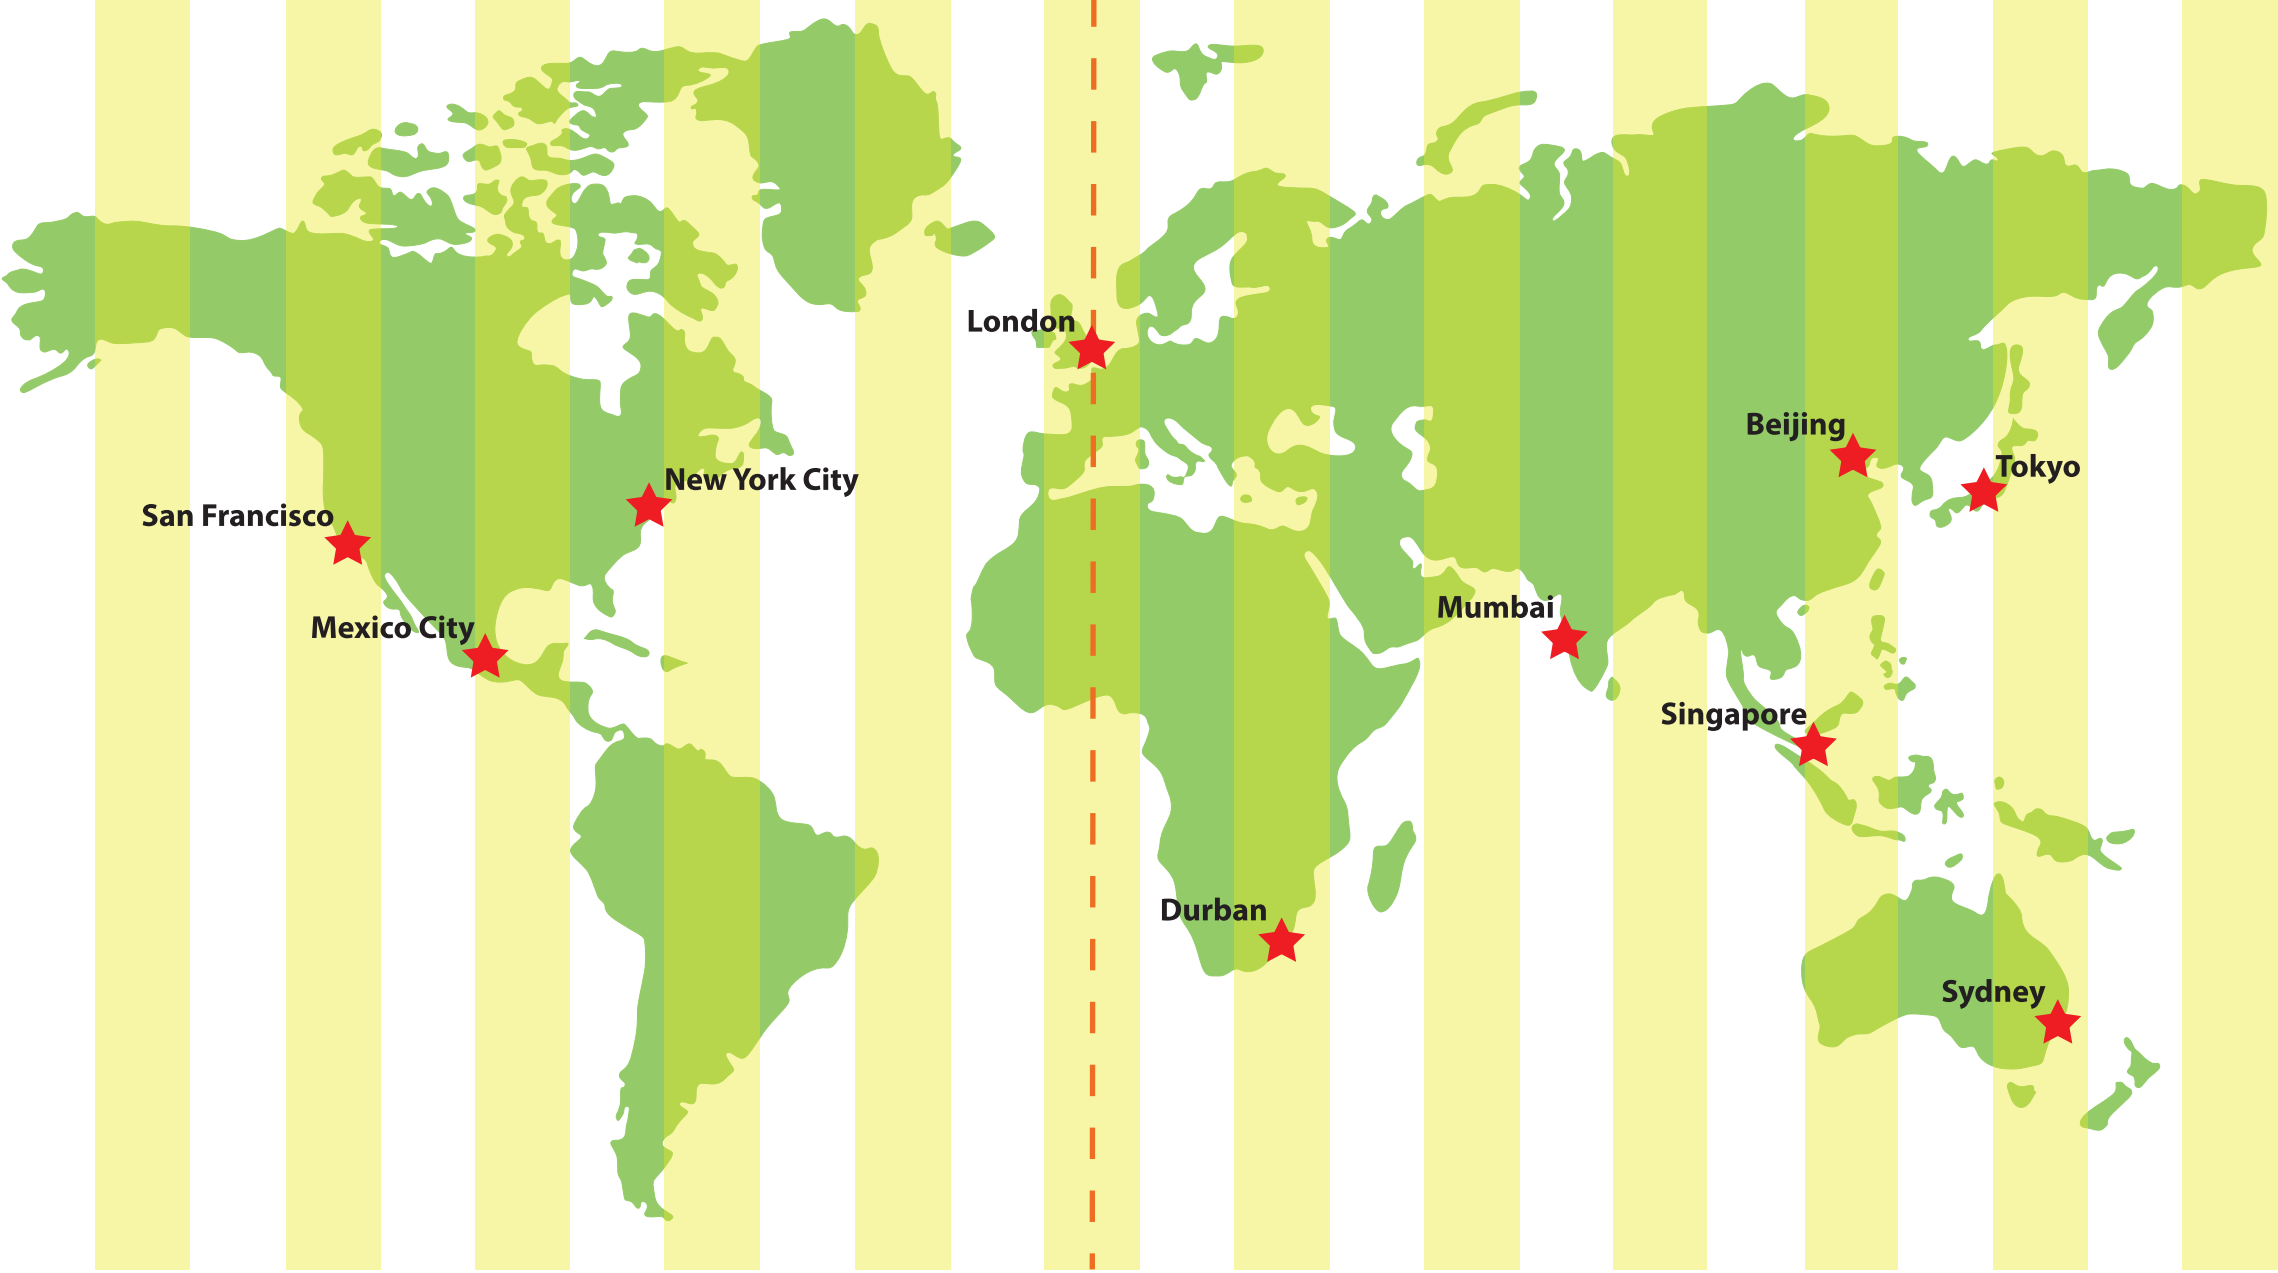 London
Beijing
Tokyo
New York City
San Francisco
Mumbai
Mexico City
Singapore
Durban
Sydney